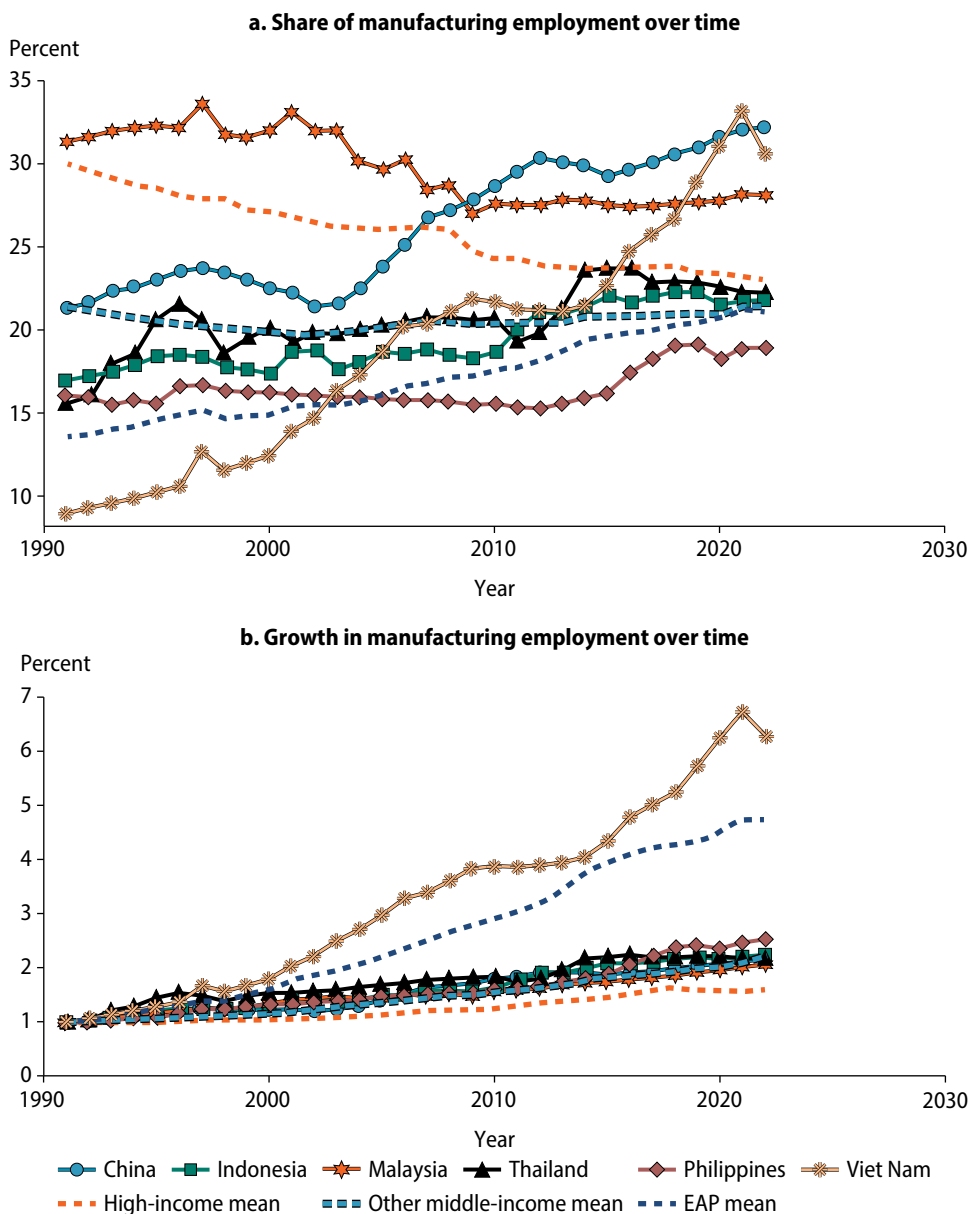 a. Share of manufacturing employment over time
Percent
35
30
25
20
15
10
1990 2000 2010 2020 2030
Year
b. Growth in manufacturing employment over time
Percent
7
6
5
4
3
2
1
0
1990 2000 2010 2020 2030
Year
China Indonesia Malaysia Thailand Philippines Viet Nam
High-income mean Other middle-income mean EAP mean